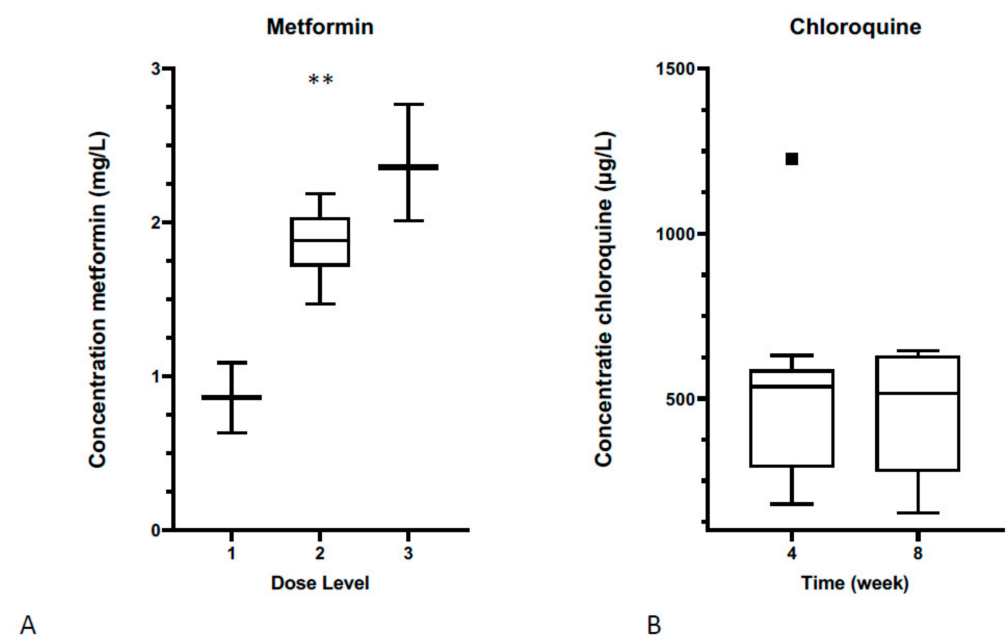 Metformin
**
Concentration metformin (mg/L)
3
2
1
0
1 2 3
Dose Level
A
Chloroquine
Concentratie chloroquine (µg/L)
1500
1000
500
4 8
Time (week)
B